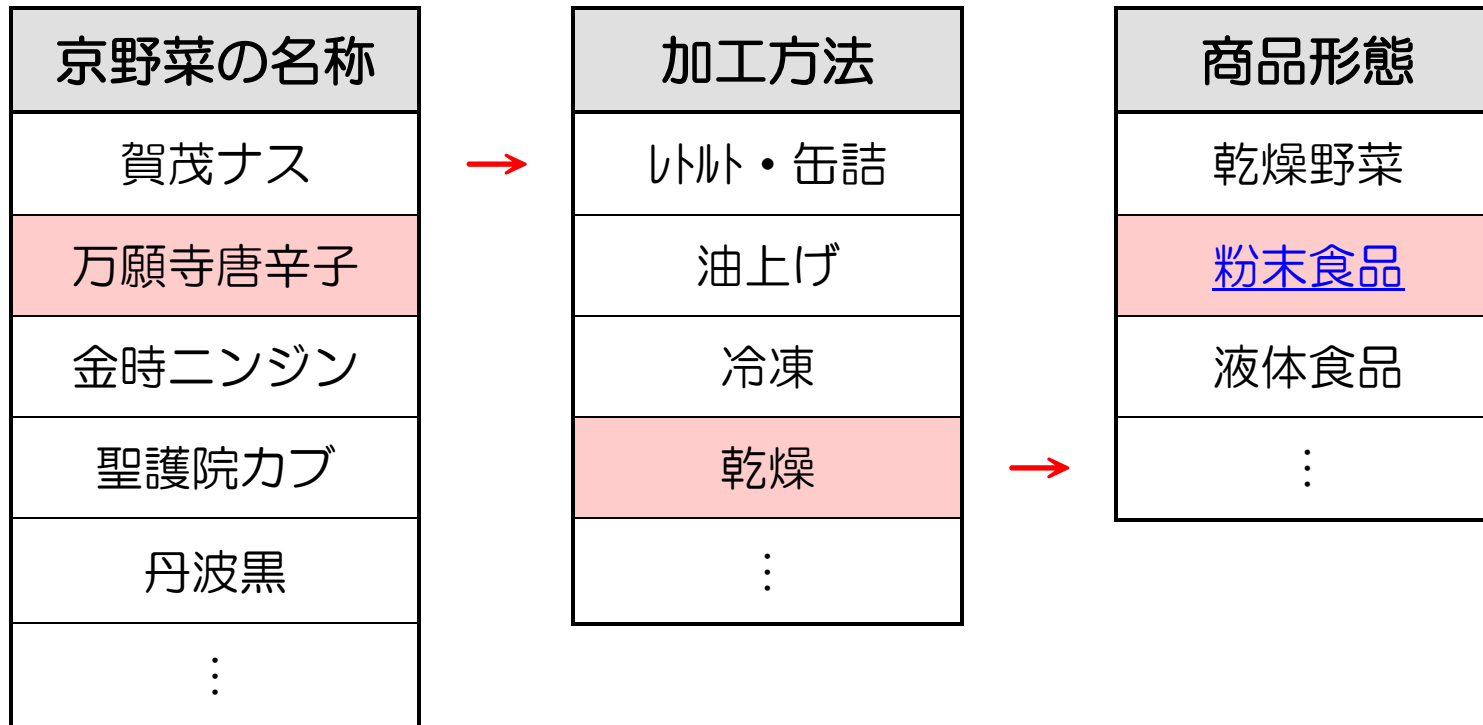 京野菜の名称
賀茂ナス
万願寺唐辛子
金時ニンジン
聖護院カブ
丹波黒
⋮
→
加工方法
ﾚﾄﾙﾄ・缶詰
油上げ
冷凍
乾燥
⋮
→
商品形態
乾燥野菜
粉末食品
液体食品
⋮